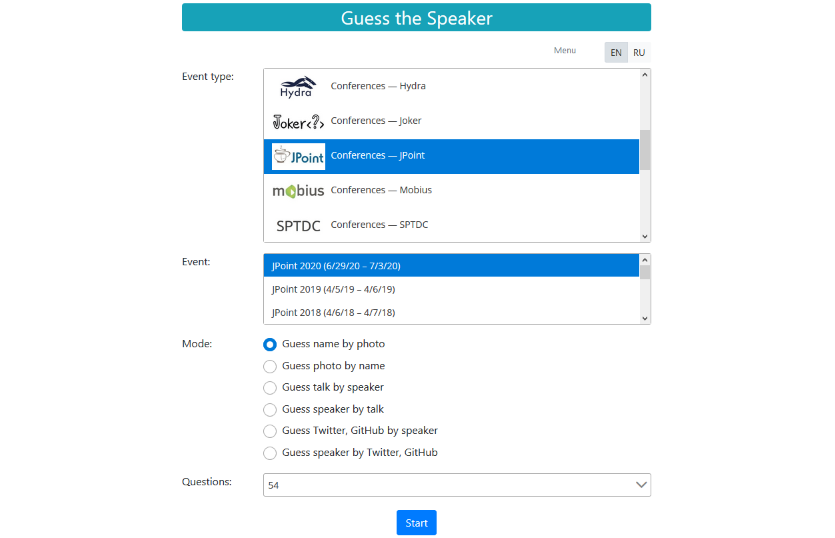 Guess the Speaker
Menu EN RU
Event type:
Hydra Conferences — Hydra
Joker<?> Conferences — Joker
JPoint Conferences — JPoint
mobius Conferences — Mobius
SPTDC Conferences — SPTDC
Event:
JPoint 2020 (6/29/20 – 7/3/20)
JPoint 2019 (4/5/19 – 4/6/19)
JPoint 2018 (4/6/18 – 4/7/18)
Mode:
Guess name by photo
Guess photo by name
Guess talk by speaker
Guess speaker by talk
Guess Twitter, GitHub by speaker
Guess speaker by Twitter, GitHub
Questions:
54
Start